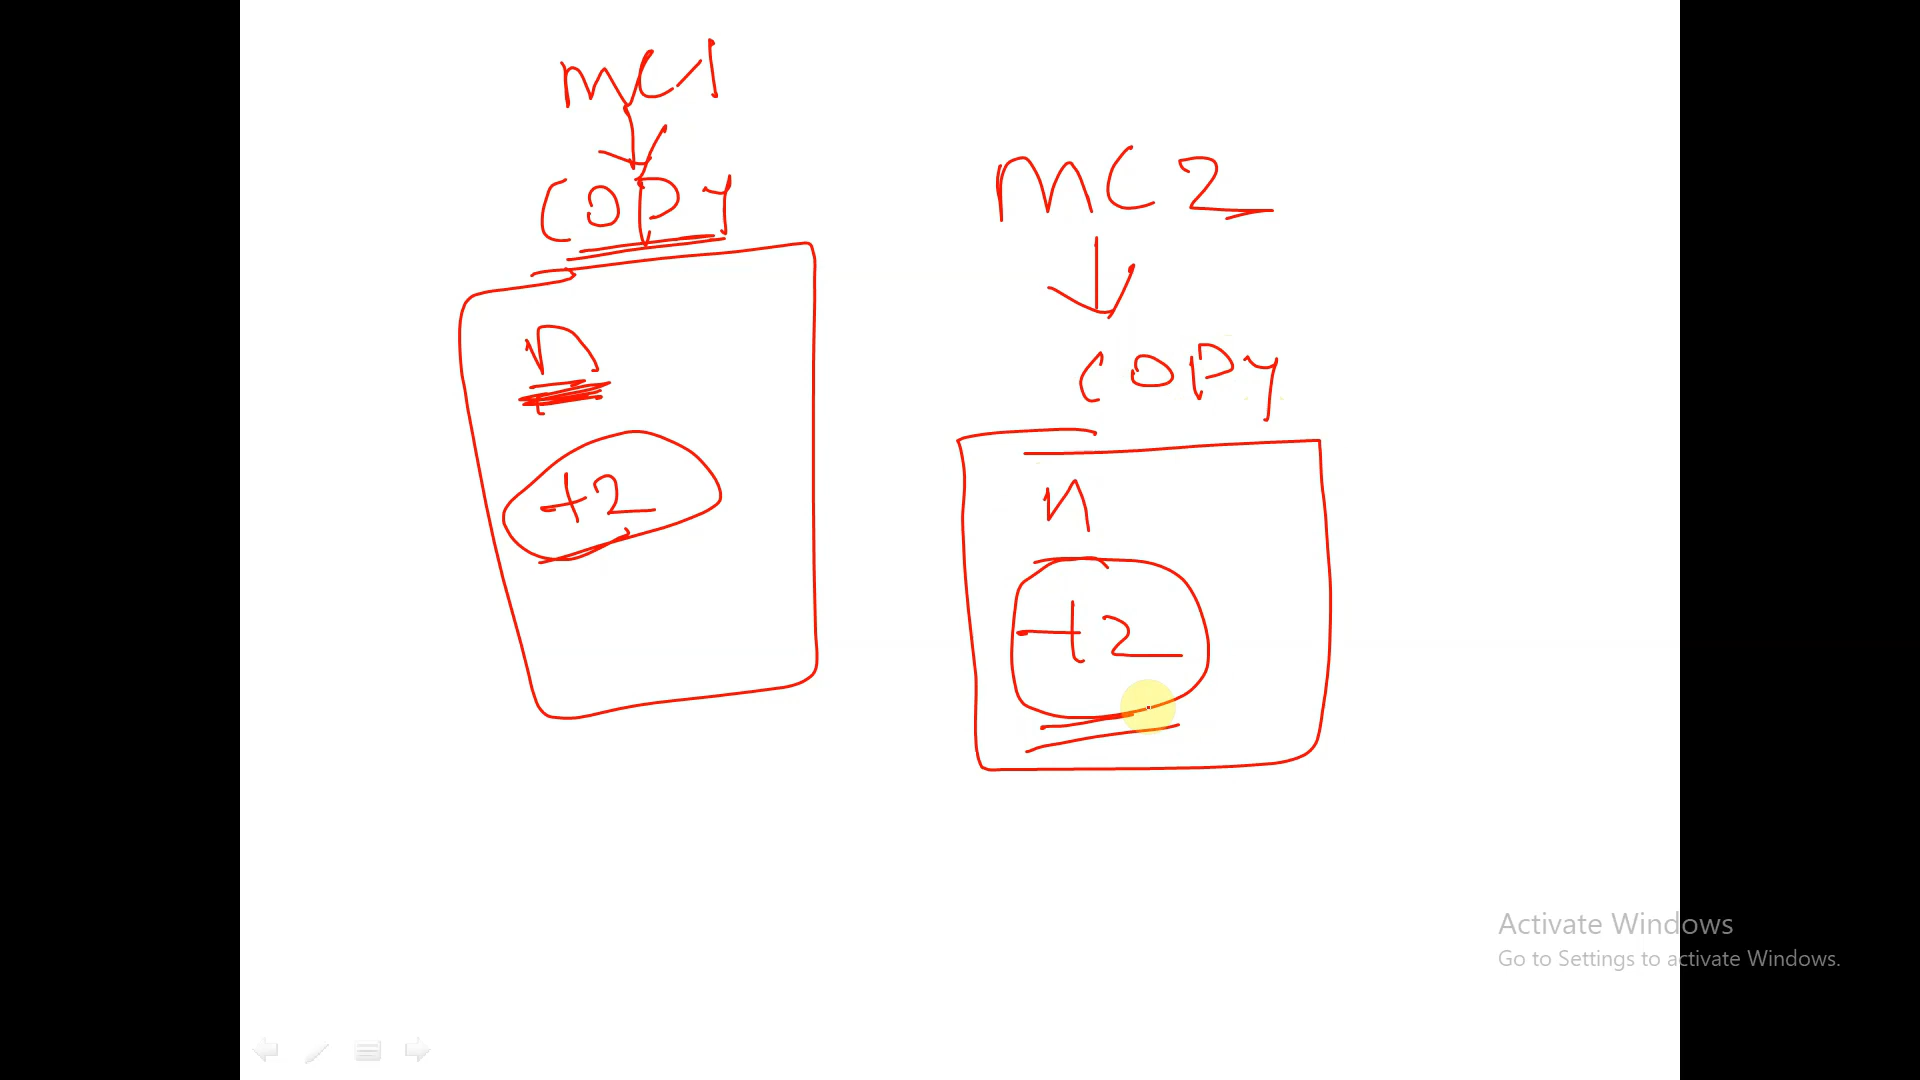 MC1
COPY
n
+2
MC2
COPY
n
+2
Activate Windows
Go to Settings to activate Windows.